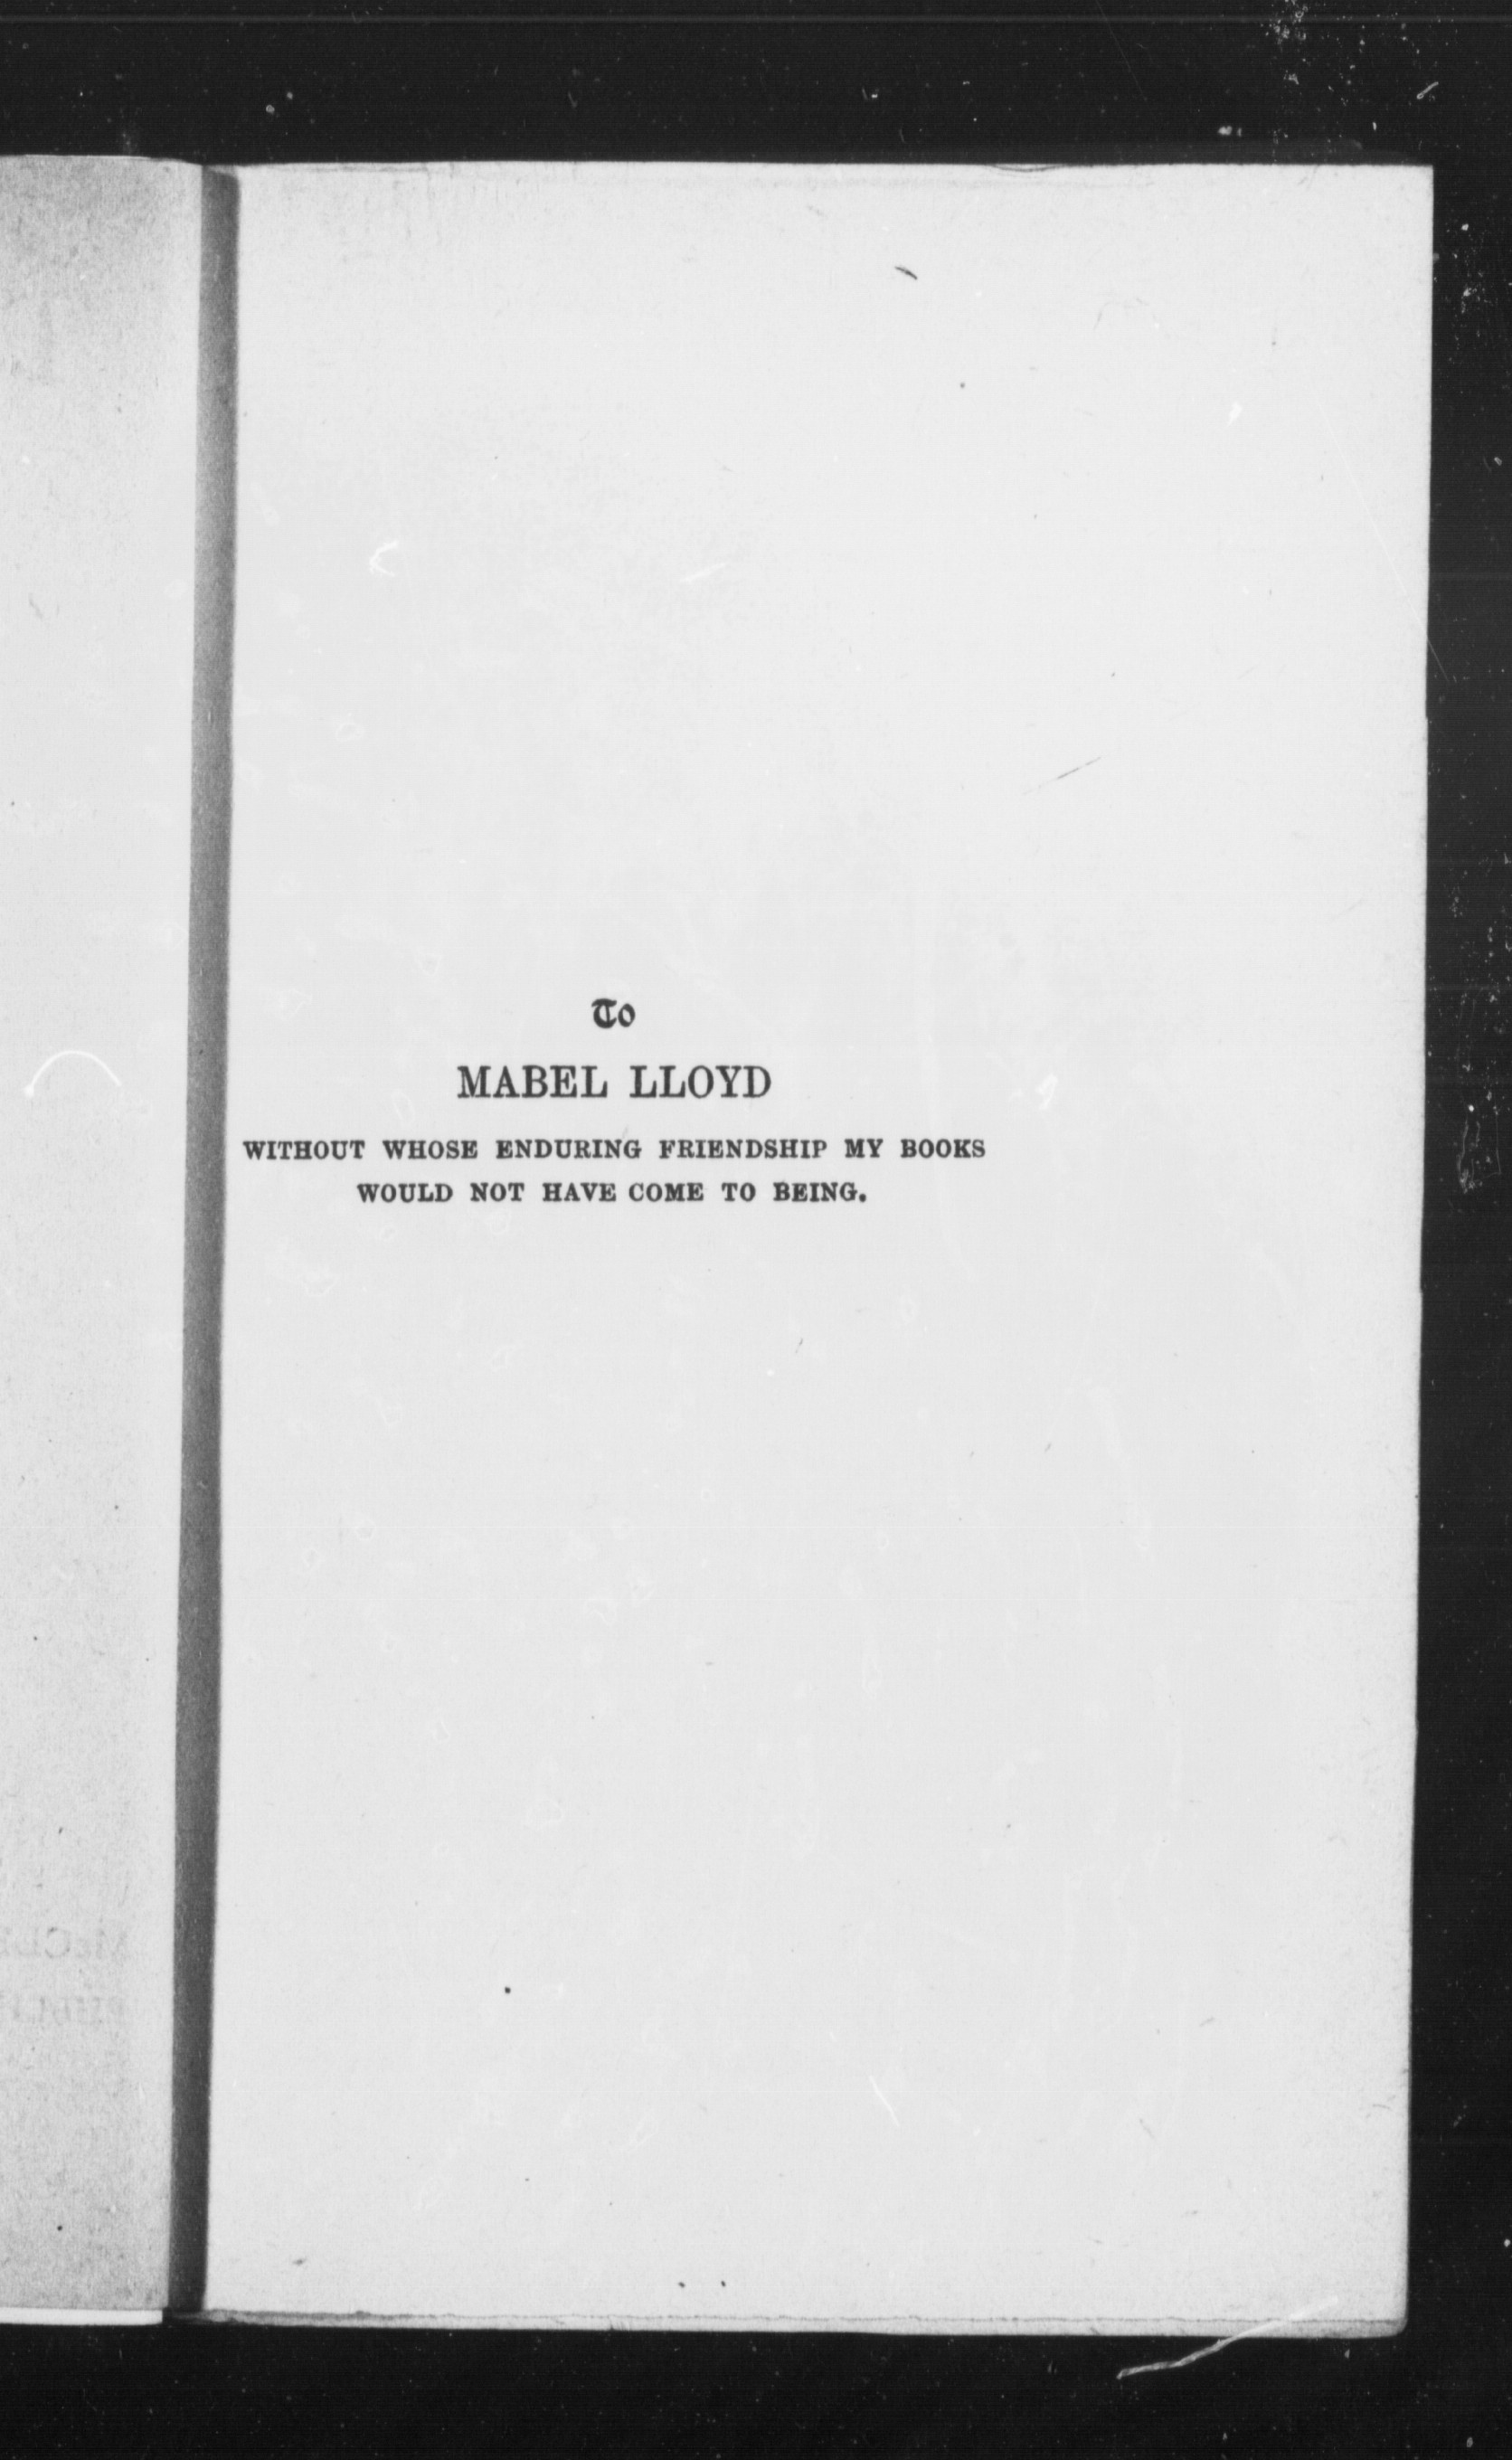 To
MABEL LLOYD
WITHOUT WHOSE ENDURING FRIENDSHIP MY BOOKS
WOULD NOT HAVE COME TO BEING.